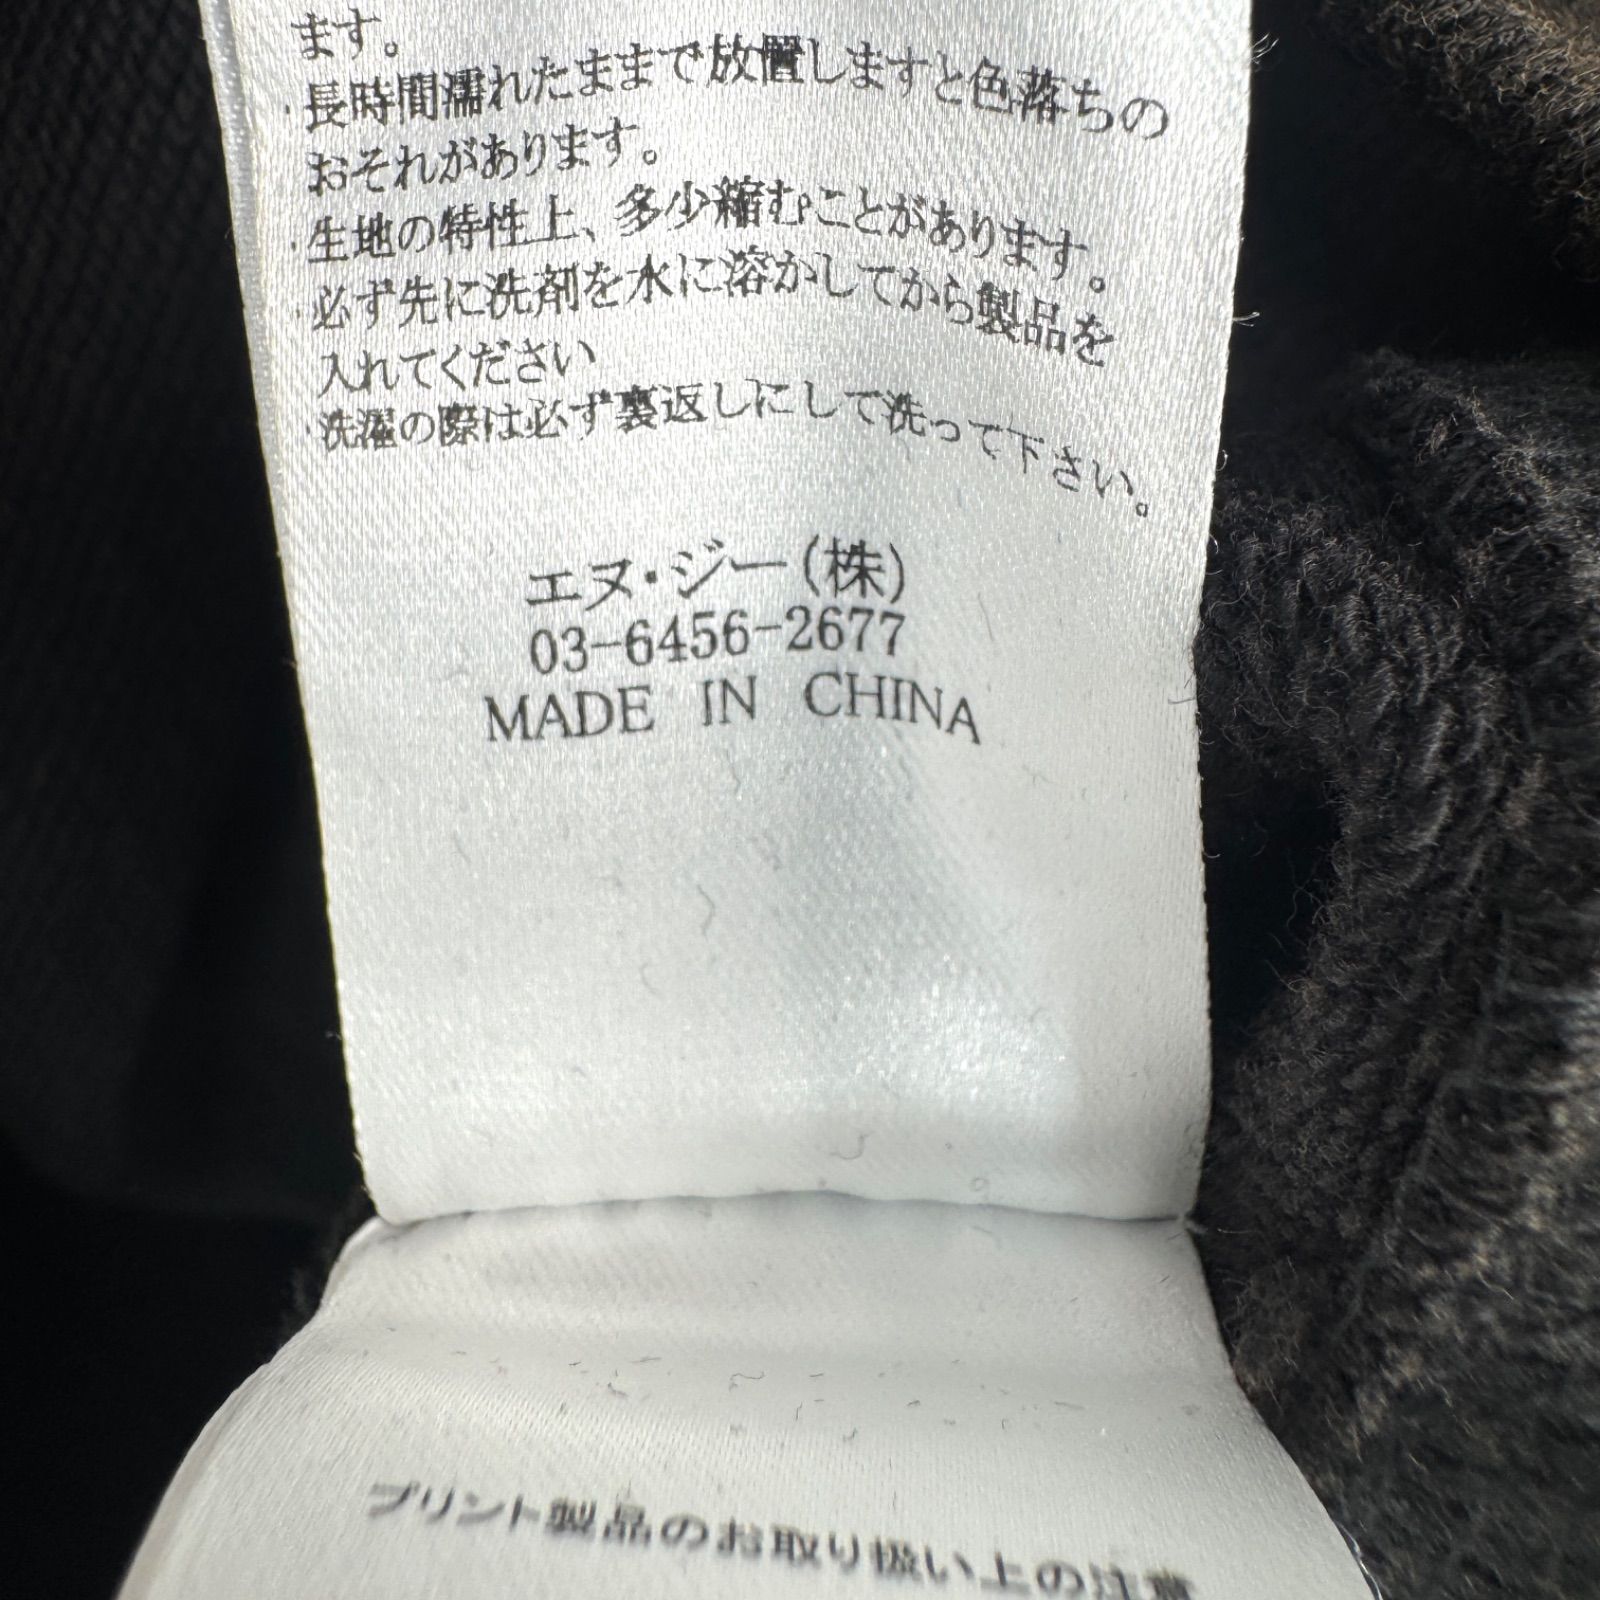 ます。
・長時間濡れたままで放置しますと色落ちの
おそれがあります。
・生地の特性上、多少縮むことがあります。
・必ず先に洗剤を水に溶かしてから製品を
入れてください
・洗濯の際は必ず裏返しにして洗って下さい。
エヌ・ジー(株)
03-6456-2677
MADE IN CHINA
プリント製品のお取り扱い上の注意